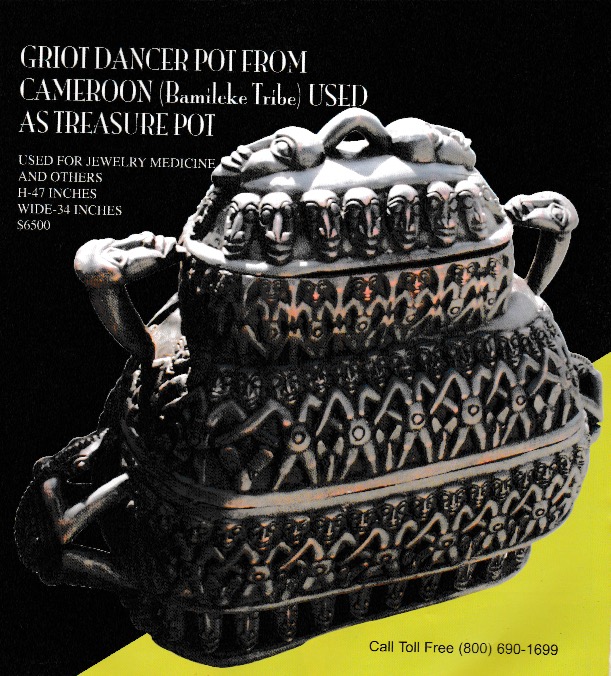 GRIOT DANCER POT FROM
CAMEROON (Bamileke Tribe) USED
AS TREASURE POT
USED FOR JEWELRY MEDICINE
AND OTHERS
H-47 INCHES
WIDE-34 INCHES
$6500
Call Toll Free (800) 690-1699